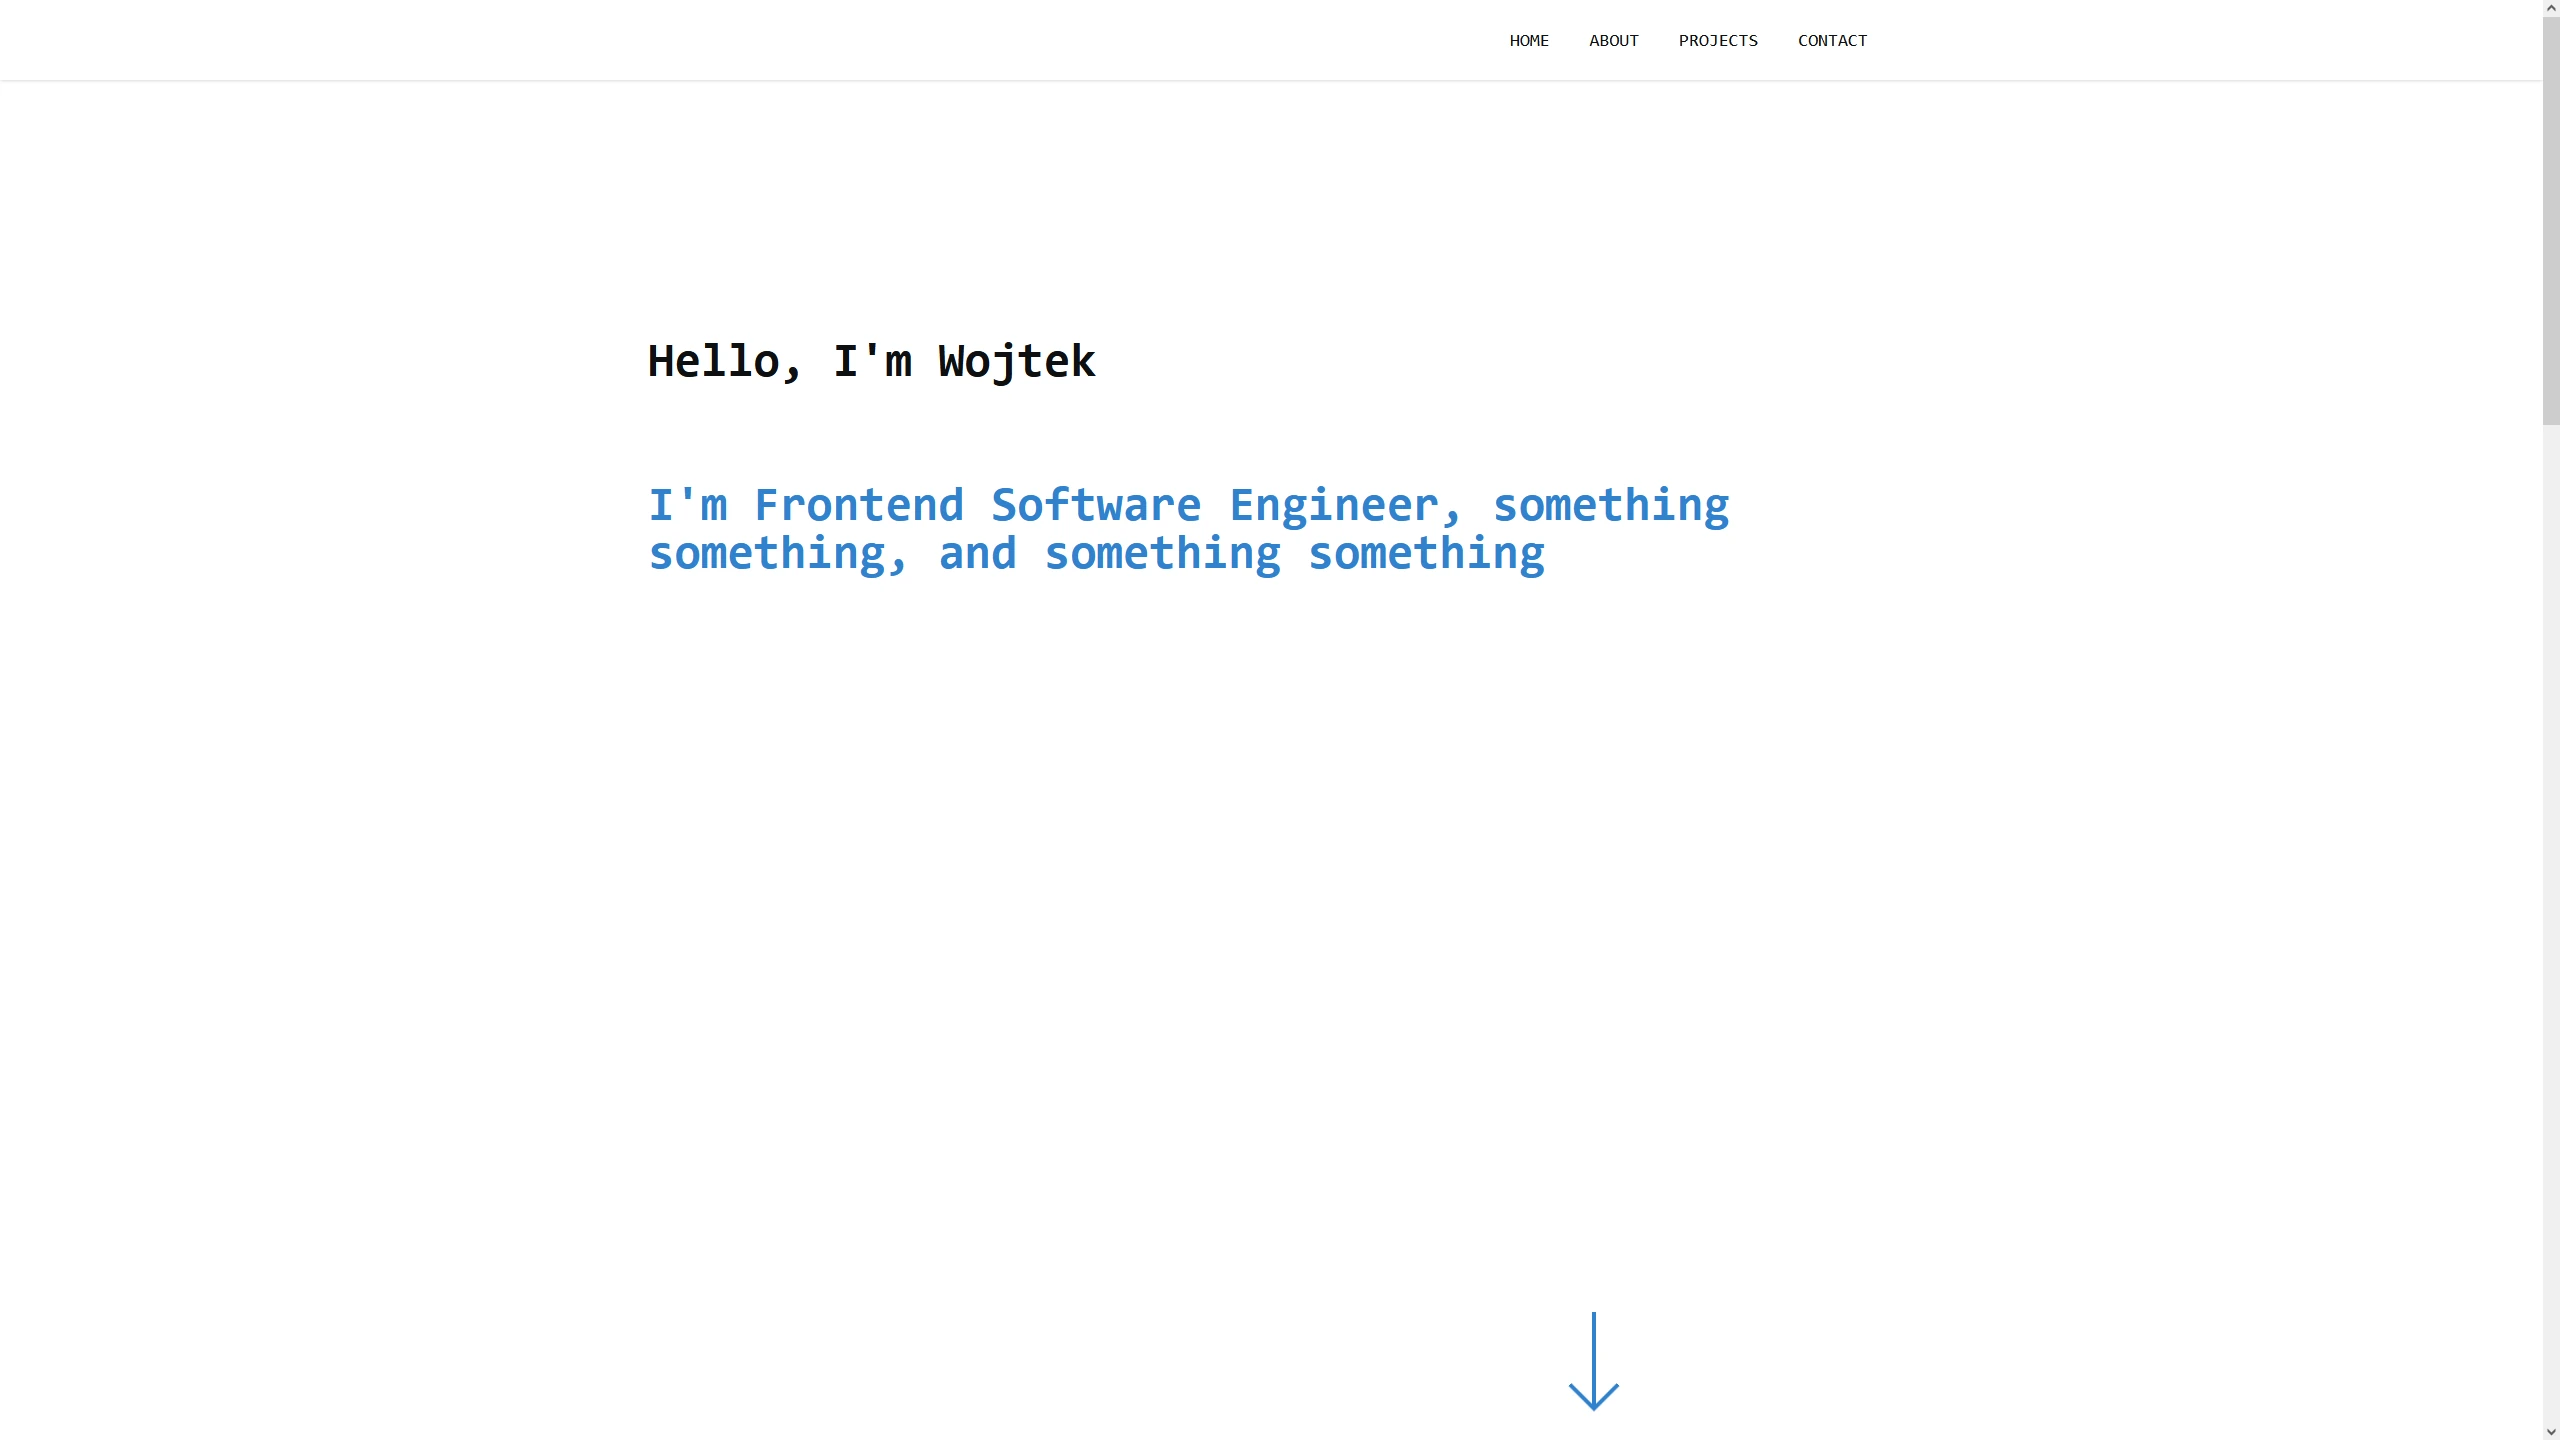 HOME ABOUT PROJECTS CONTACT
Hello, I'm Wojtek
I'm Frontend Software Engineer, something
something, and something something